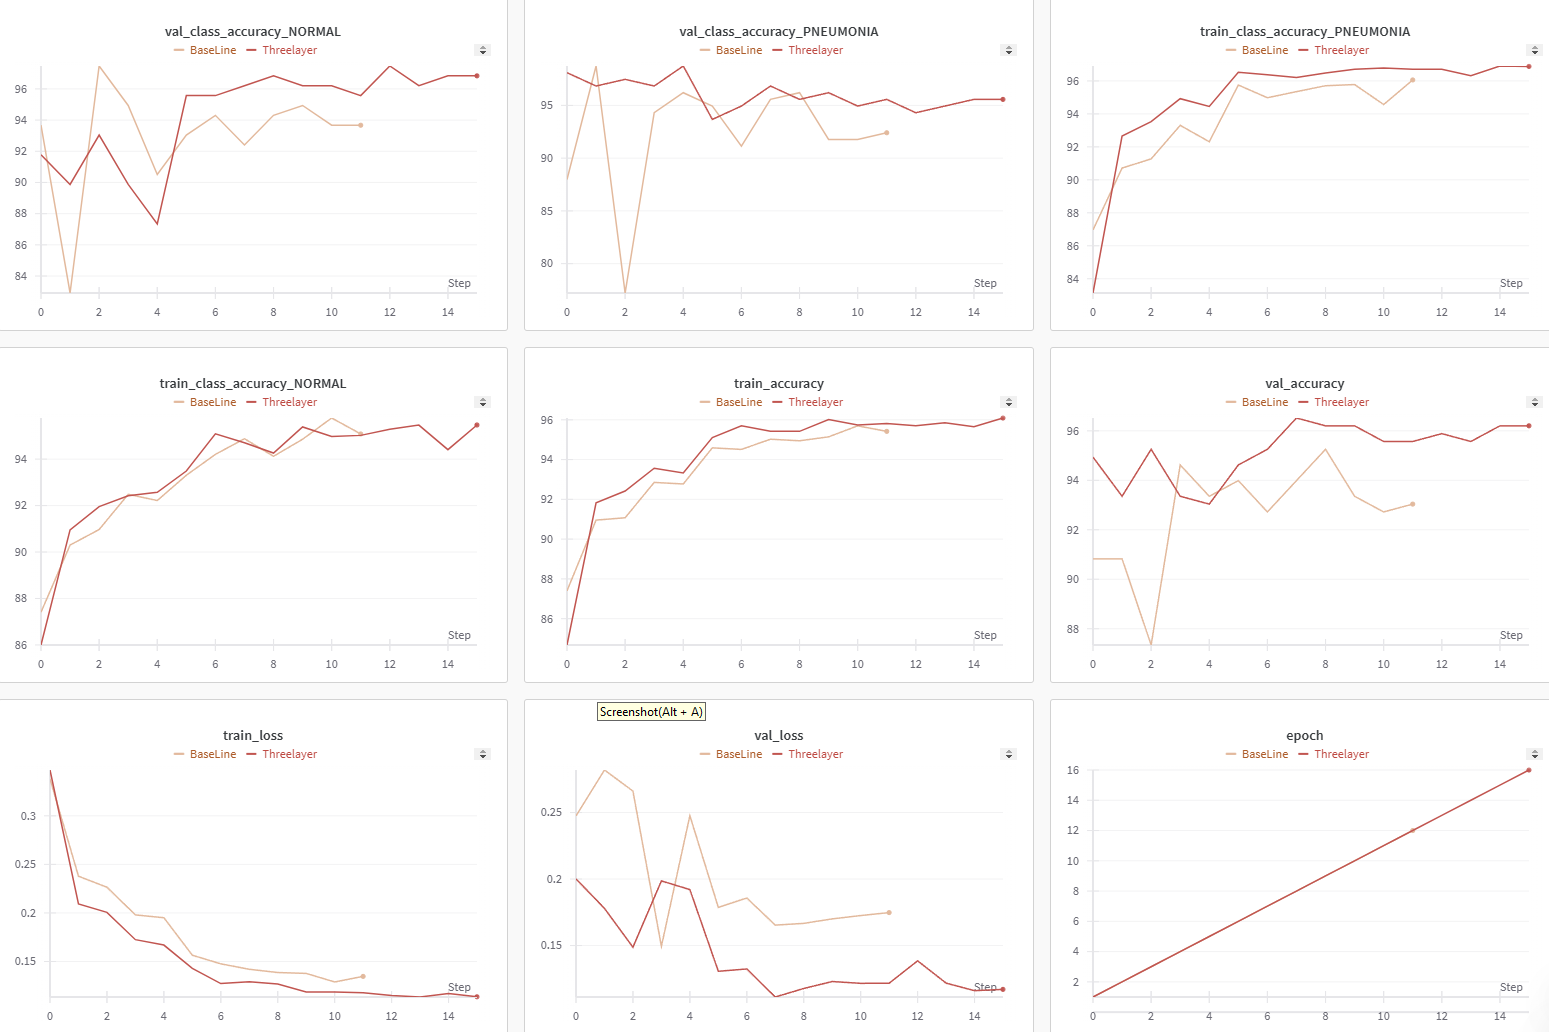 val_class_accuracy_NORMAL
BaseLine Threelayer
96
94
92
90
88
86
84
Step
0 2 4 6 8 10 12 14
val_class_accuracy_PNEUMONIA
BaseLine Threelayer
95
90
85
80
Step
0 2 4 6 8 10 12 14
train_class_accuracy_PNEUMONIA
BaseLine Threelayer
96
94
92
90
88
86
84
Step
0 2 4 6 8 10 12 14
train_class_accuracy_NORMAL
BaseLine Threelayer
94
92
90
88
86
Step
0 2 4 6 8 10 12 14
train_accuracy
BaseLine Threelayer
96
94
92
90
88
86
Step
0 2 4 6 8 10 12 14
val_accuracy
BaseLine Threelayer
96
94
92
90
88
Step
0 2 4 6 8 10 12 14
train_loss
BaseLine Threelayer
0.3
0.25
0.2
0.15
Step
0 2 4 6 8 10 12 14
Screenshot(Alt + A)
val_loss
BaseLine Threelayer
0.25
0.2
0.15
Step
0 2 4 6 8 10 12 14
epoch
BaseLine Threelayer
16
14
12
10
8
6
4
2
Step
0 2 4 6 8 10 12 14